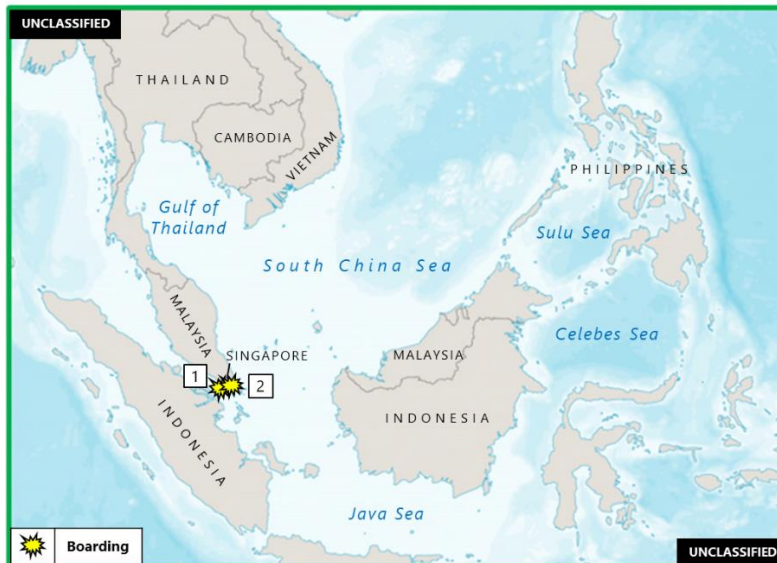 UNCLASSIFIED
THAILAND
CAMBODIA
VIETNAM
PHILIPPINES
Gulf of
Thailand
Sulu Sea
South China Sea
MALAYSIA
Celebes Sea
SINGAPORE
MALAYSIA
1
2
INDONESIA
INDONESIA
Java Sea
Boarding
UNCLASSIFIED